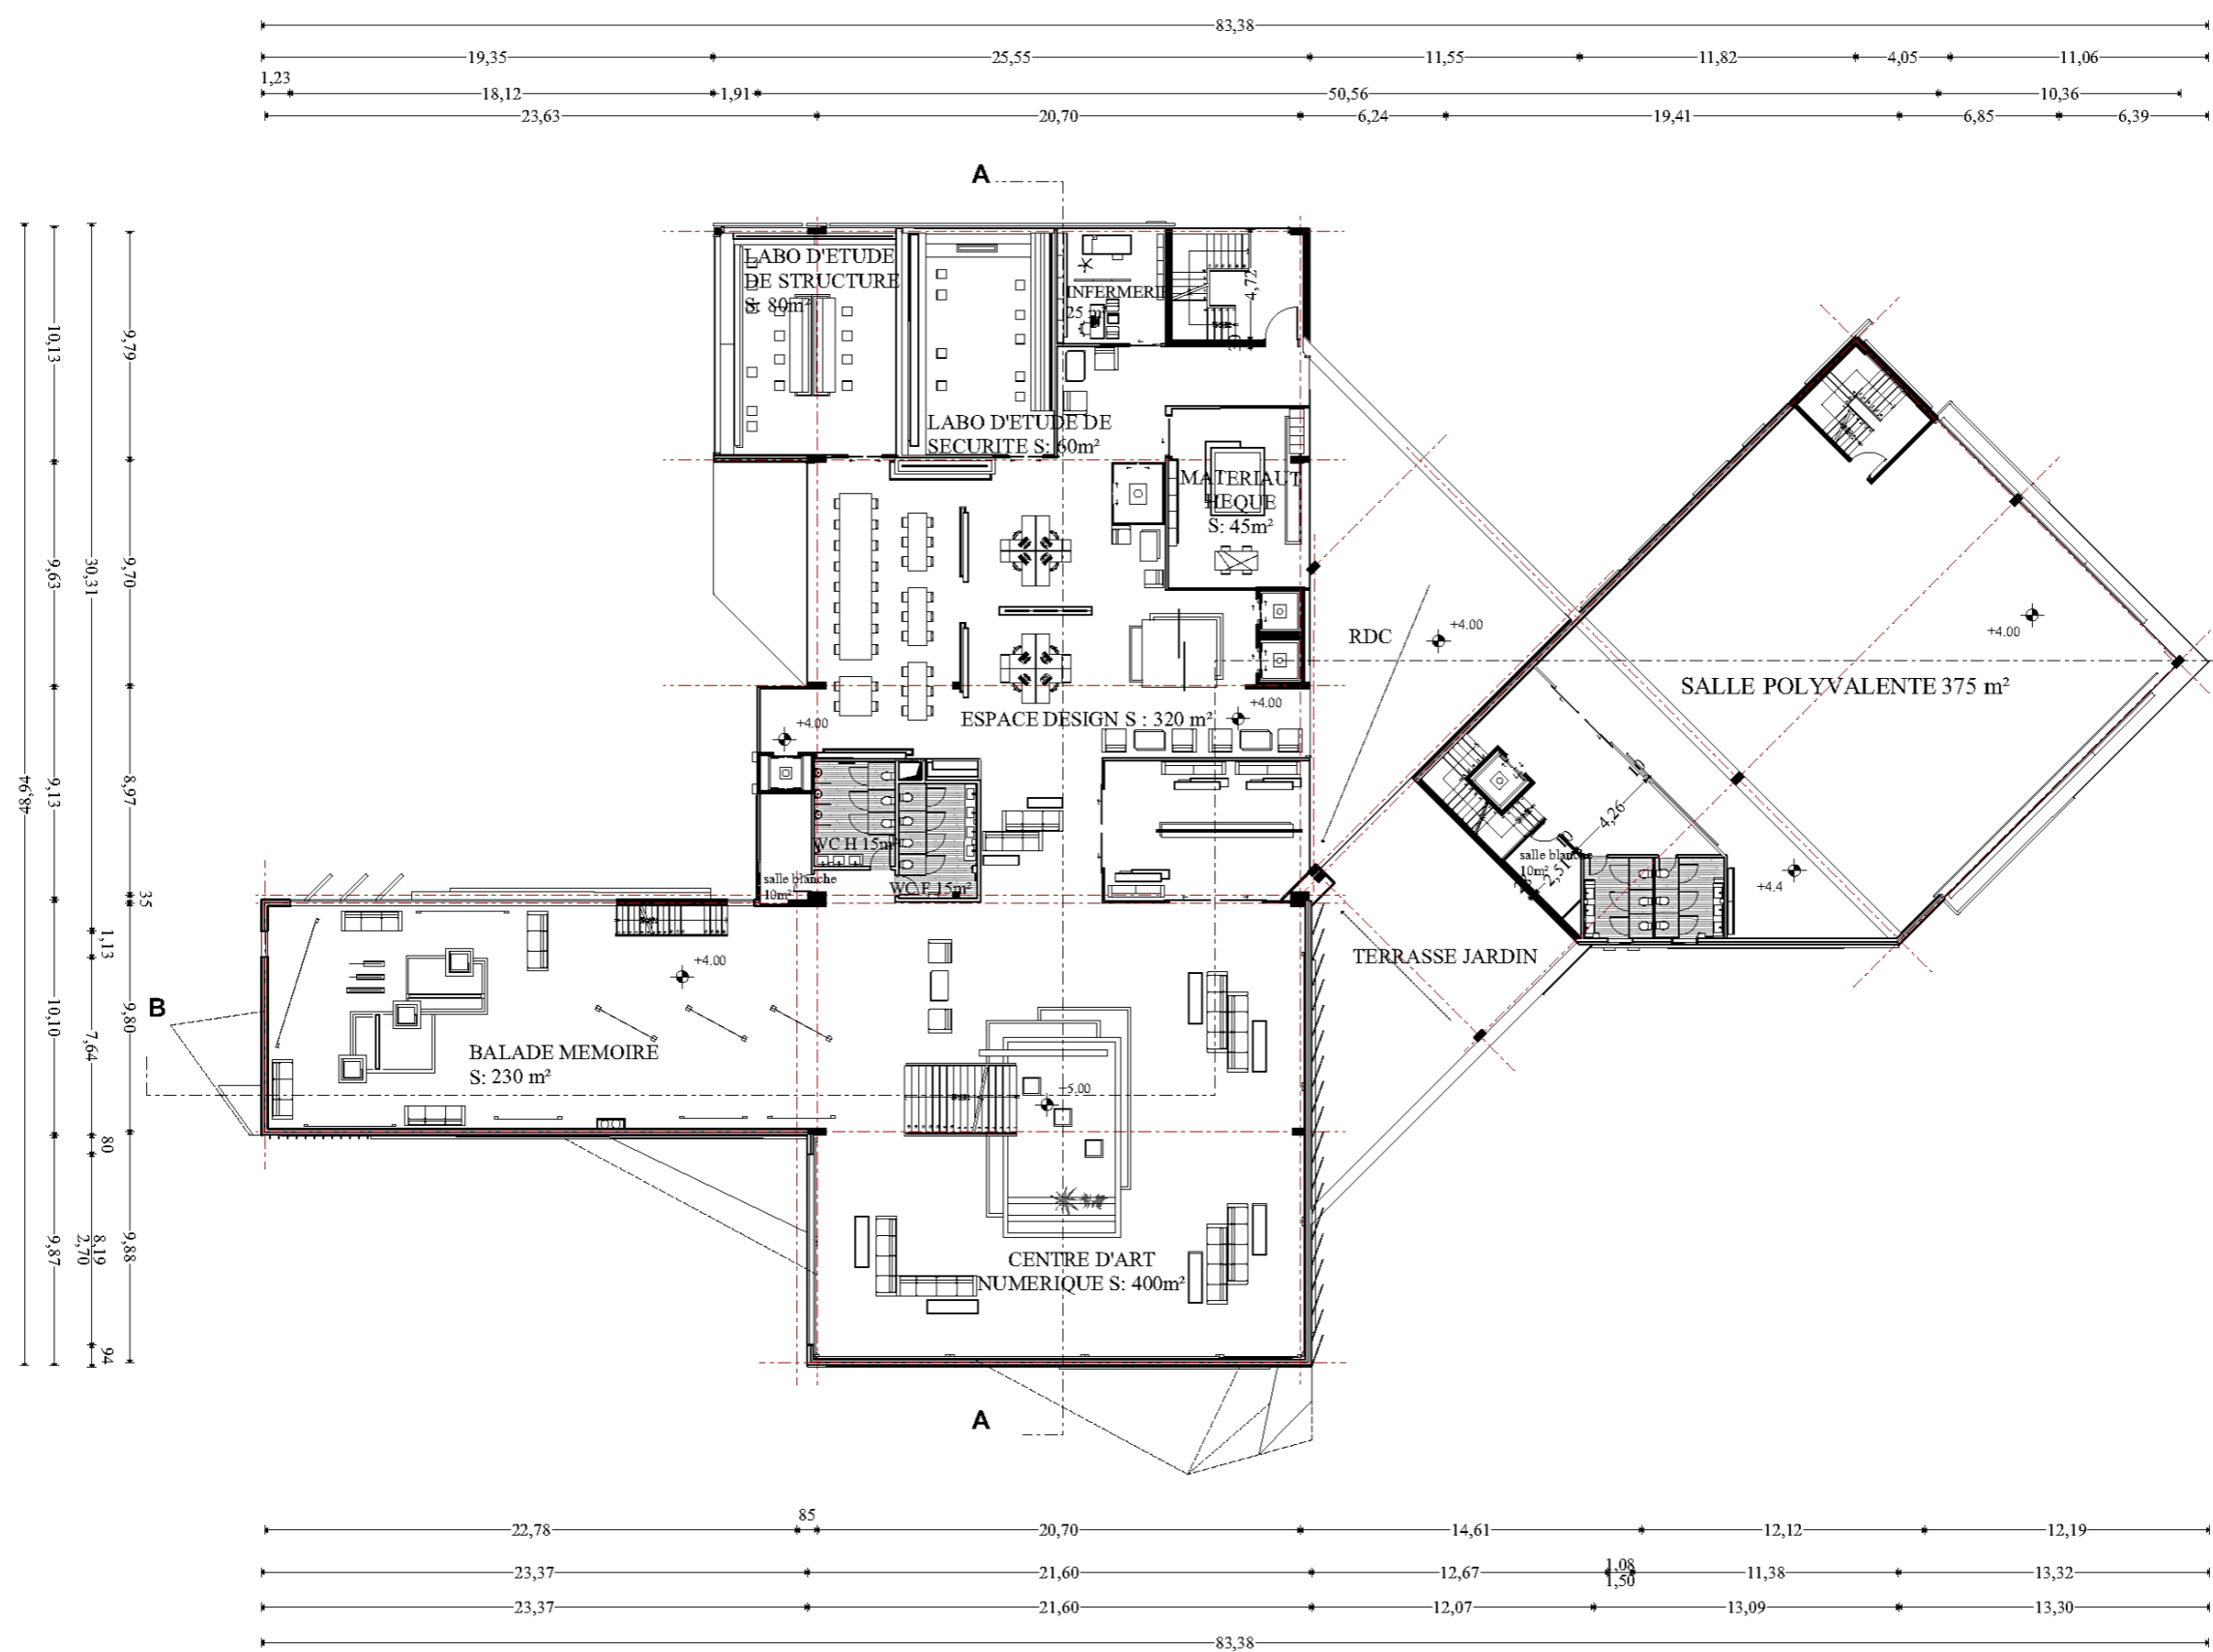 83,38
19,35 25,55 11,55 11,82 4,05 11,06
1,23
18,12 1,91 50,56 10,36
23,63 20,70 6,24 19,41 6,85 6,39
A
LABO D'ETUDE
DE STRUCTURE
S: 80m²
INFERMERIE
25 m²
4,72
LABO D'ETUDE DE
SECURITE S: 60m²
MATERIAUT
HEQUE
S: 45m²
RDC
+4.00
+4.00
SALLE POLYVALENTE 375 m²
ESPACE DESIGN S : 320 m²
+4.00
+4.00
WC H 15m²
WC F 15m²
salle blanche
10m²
10
4,26
10
salle blanche
10m²
2,51
+4.4
TERRASSE JARDIN
+4.00
B
BALADE MEMOIRE
S: 230 m²
+5.00
CENTRE D'ART
NUMERIQUE S: 400m²
A
48,94
10,13
9,63
9,13
10,10
9,87
30,31
1,13
7,64
80
8,19
2,70
94
9,79
9,70
8,97
35
9,80
9,88
85
22,78 20,70 14,61 12,12 12,19
23,37 21,60 12,67 1,08 11,38 13,32
1,50
23,37 21,60 12,07 13,09 13,30
83,38